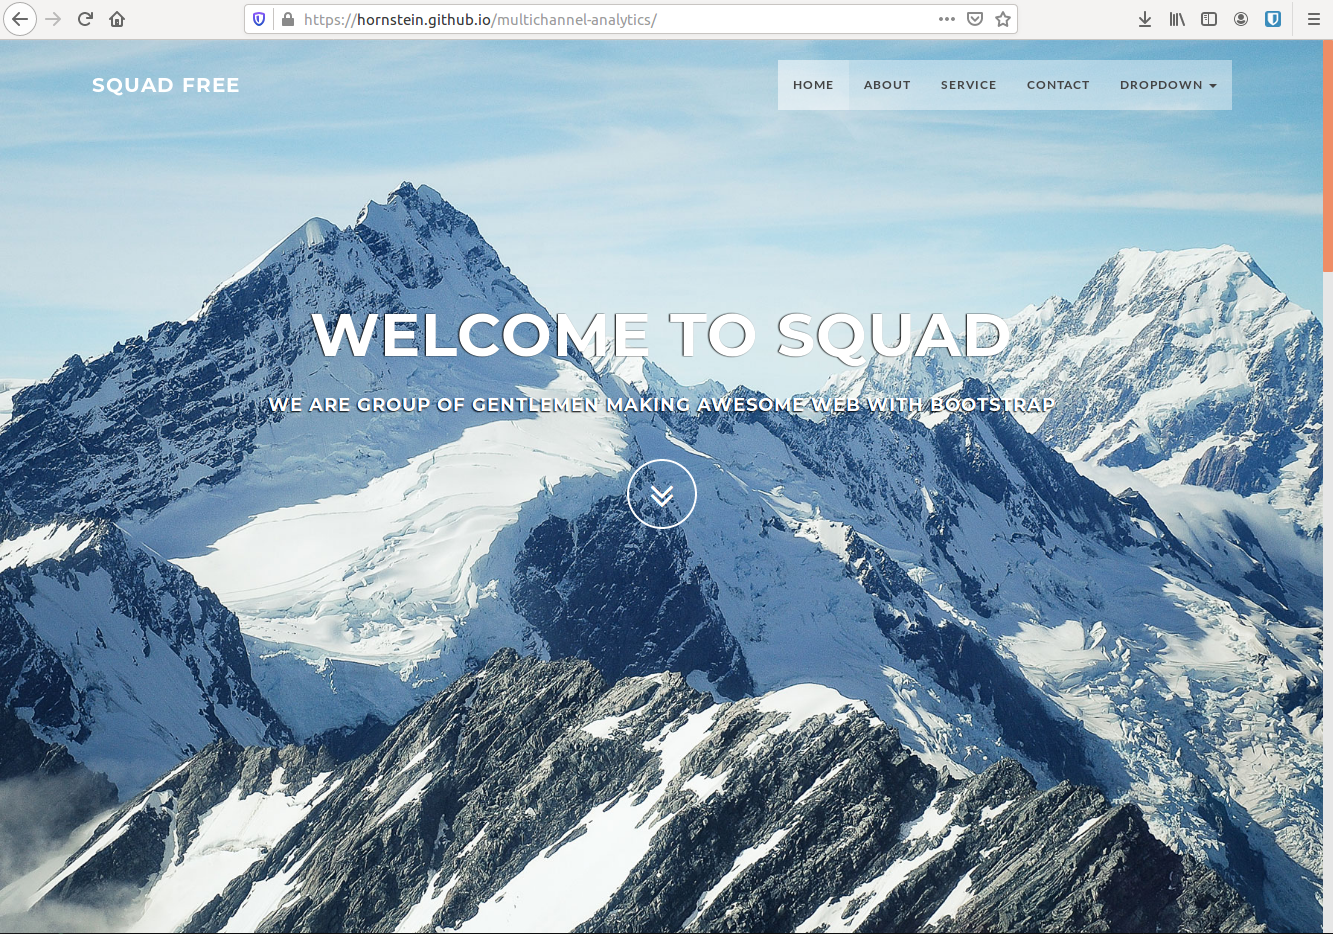 https://hornstein.github.io/multichannel-analytics/
SQUAD FREE
HOME ABOUT SERVICE CONTACT DROPDOWN
WELCOME TO SQUAD
WE ARE GROUP OF GENTLEMEN MAKING AWESOME WEB WITH BOOTSTRAP